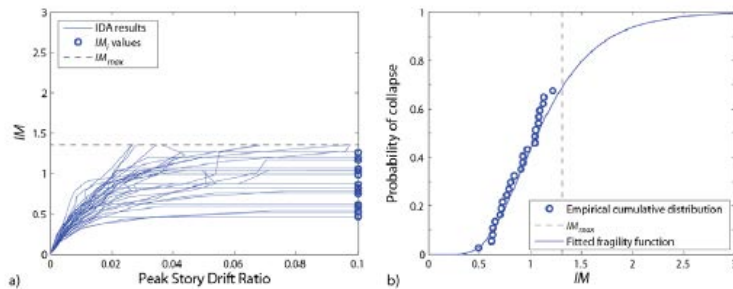 3
2.5
2
1.5
1
0.5
0
IM
IDA results
IMi values
IMmax
0 0.02 0.04 0.06 0.08 0.1
Peak Story Drift Ratio
a)
1
0.8
0.6
0.4
0.2
0
Probability of collapse
Empirical cumulative distribution
IMmax
Fitted fragility function
0 0.5 1 1.5 2 2.5 3
IM
b)